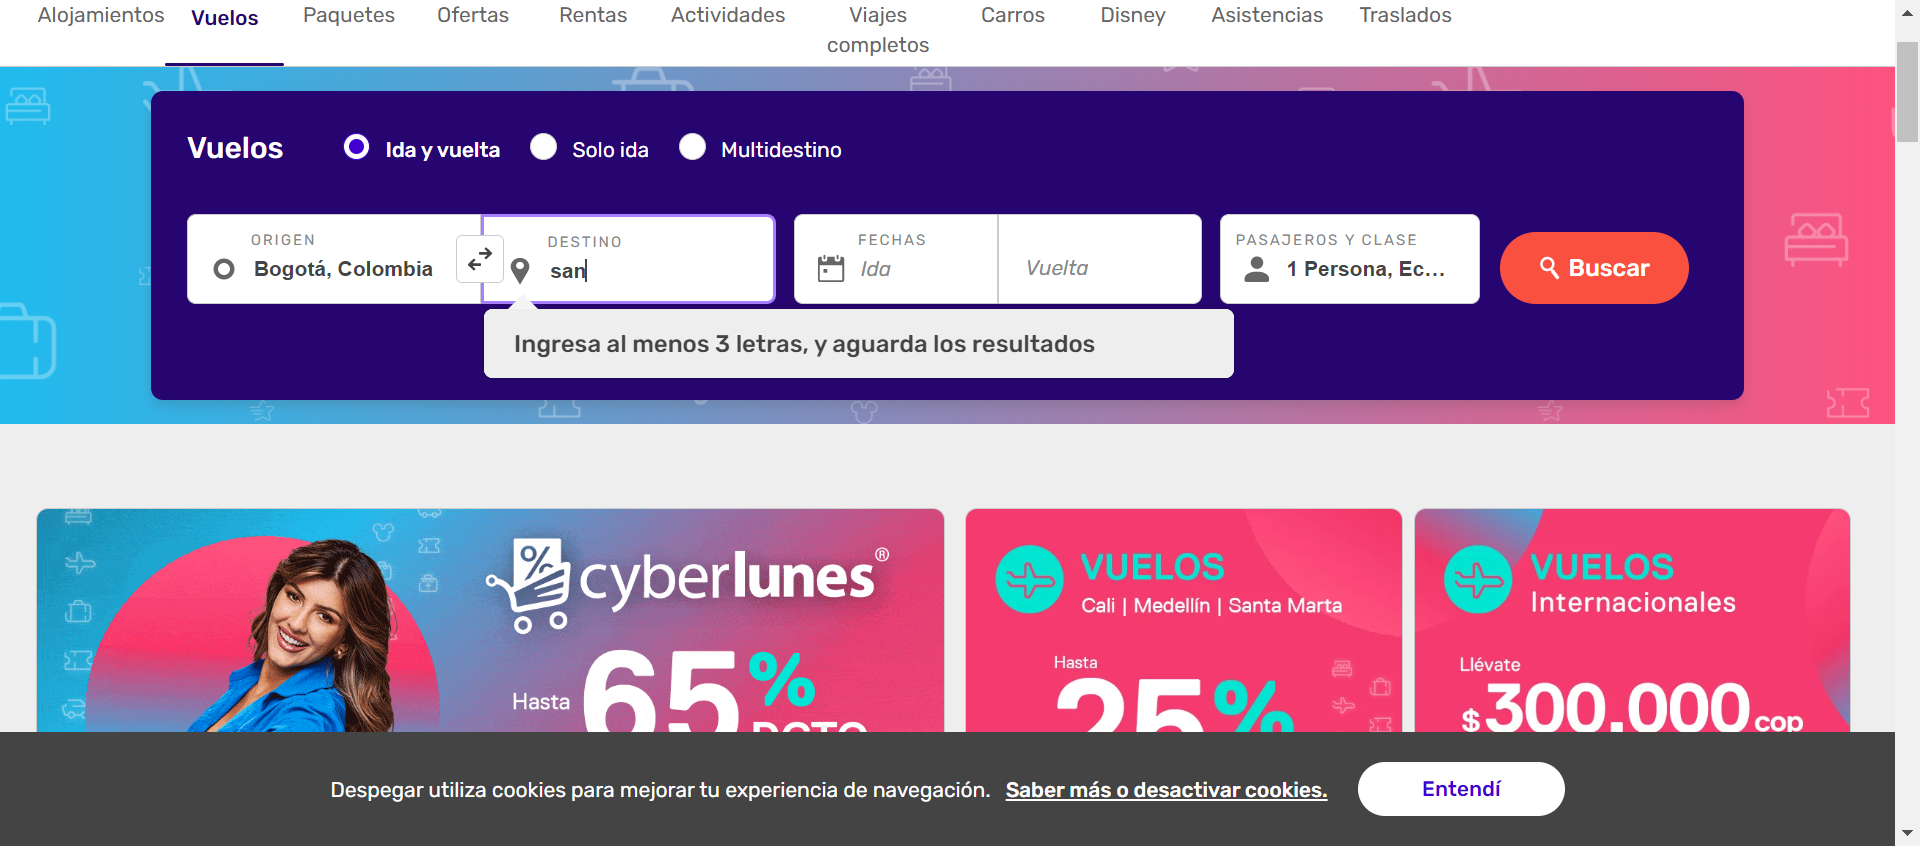 Alojamientos
Vuelos
Paquetes
Ofertas
Rentas
Actividades
Viajes
completos
Carros
Disney
Asistencias
Traslados
Vuelos
Ida y vuelta
Solo ida
Multidestino
ORIGEN
Bogotá, Colombia
DESTINO
san
FECHAS
Ida
Vuelta
PASAJEROS Y CLASE
1 Persona, Ec...
Buscar
Ingresa al menos 3 letras, y aguarda los resultados
%
cyberlunes®
Hasta 65%
DCTO
VUELOS
Cali | Medellín | Santa Marta
Hasta
25%
VUELOS
Internacionales
Llévate
$300.000 cop
Despegar utiliza cookies para mejorar tu experiencia de navegación. Saber más o desactivar cookies.
Entendí